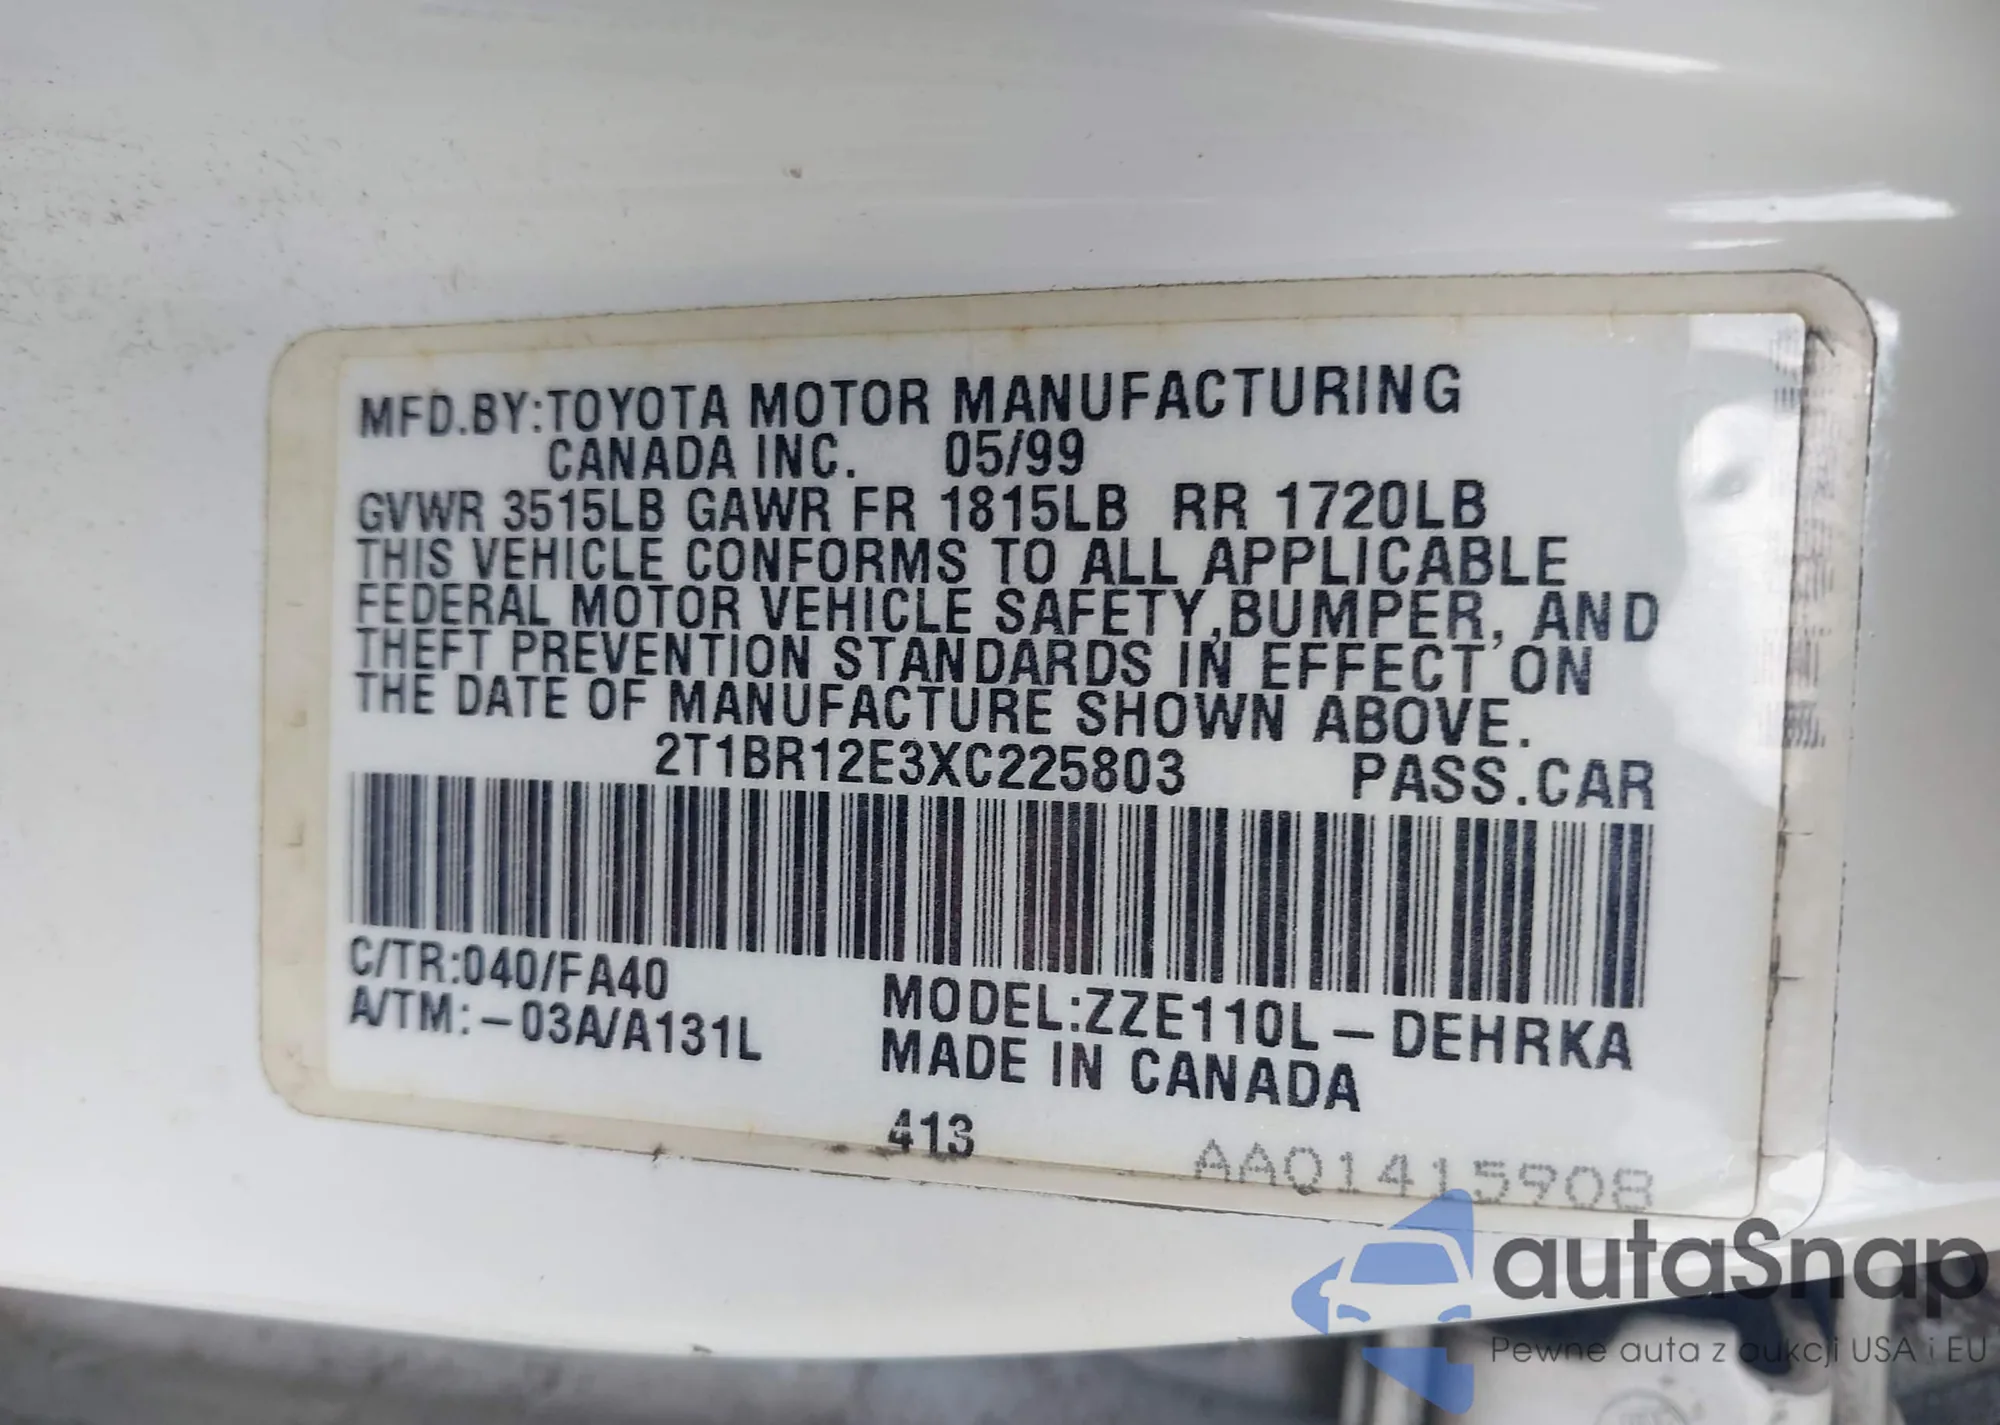 MFD.BY:TOYOTA MOTOR MANUFACTURING
CANADA INC. 05/99
GVWR 3515LB GAWR FR 1815LB RR 1720LB
THIS VEHICLE CONFORMS TO ALL APPLICABLE
FEDERAL MOTOR VEHICLE SAFETY,BUMPER, AND
THEFT PREVENTION STANDARDS IN EFFECT ON
THE DATE OF MANUFACTURE SHOWN ABOVE.
2T1BR12E3XC225803 PASS.CAR
C/TR:040/FA40
A/TM:-03A/A131L
MODEL:ZZE110L-DEHRKA
MADE IN CANADA
413
AAQ1415908
autaSnap
Pewne auta z aukcji USA i EU